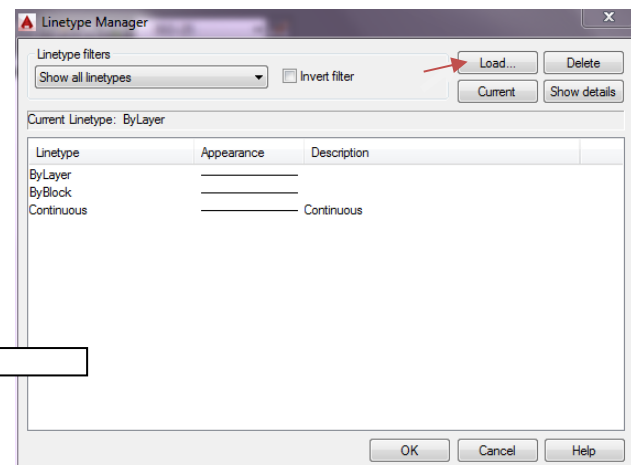 Linetype Manager
X
Linetype filters
Show all linetypes
Invert filter
Load...
Delete
Current
Show details
Current Linetype: ByLayer
Linetype Appearance Description
ByLayer
ByBlock
Continuous Continuous
OK Cancel Help